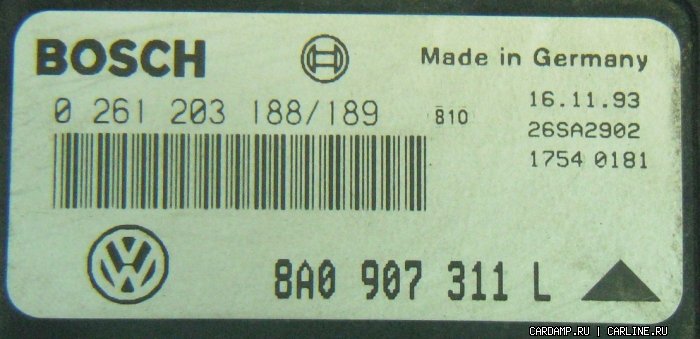 BOSCH
Made in Germany
0 261 203 188/189
810
16.11.93
26SA2902
1754 0181
VW
8A0 907 311 L
CARDAMP.RU | CARLINE.RU